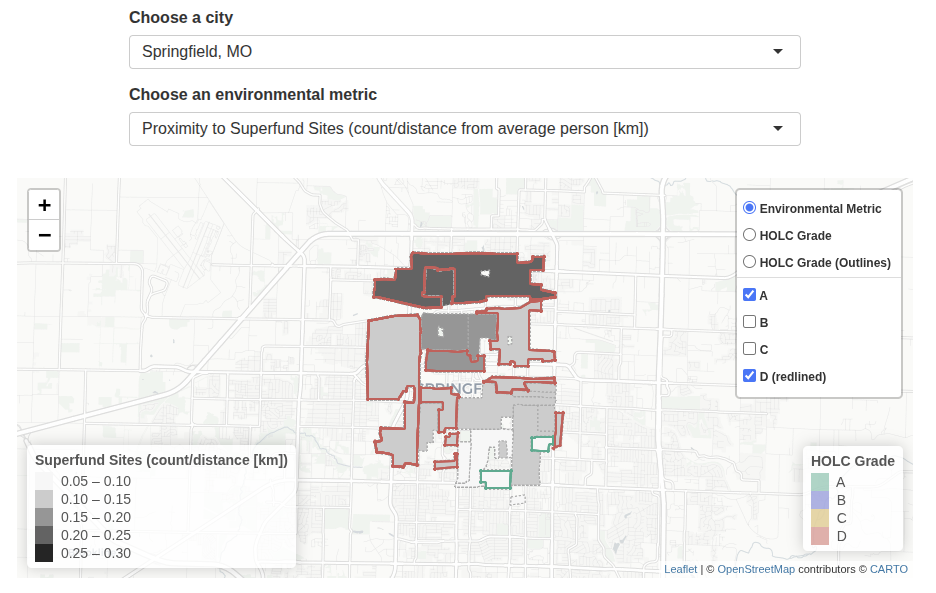 Choose a city
Springfield, MO
Choose an environmental metric
Proximity to Superfund Sites (count/distance from average person [km])
+
−
Environmental Metric
HOLC Grade
HOLC Grade (Outlines)
A
B
C
D (redlined)
Superfund Sites (count/distance [km])
0.05 – 0.10
0.10 – 0.15
0.15 – 0.20
0.20 – 0.25
0.25 – 0.30
HOLC Grade
A
B
C
D
Leaflet | © OpenStreetMap contributors © CARTO